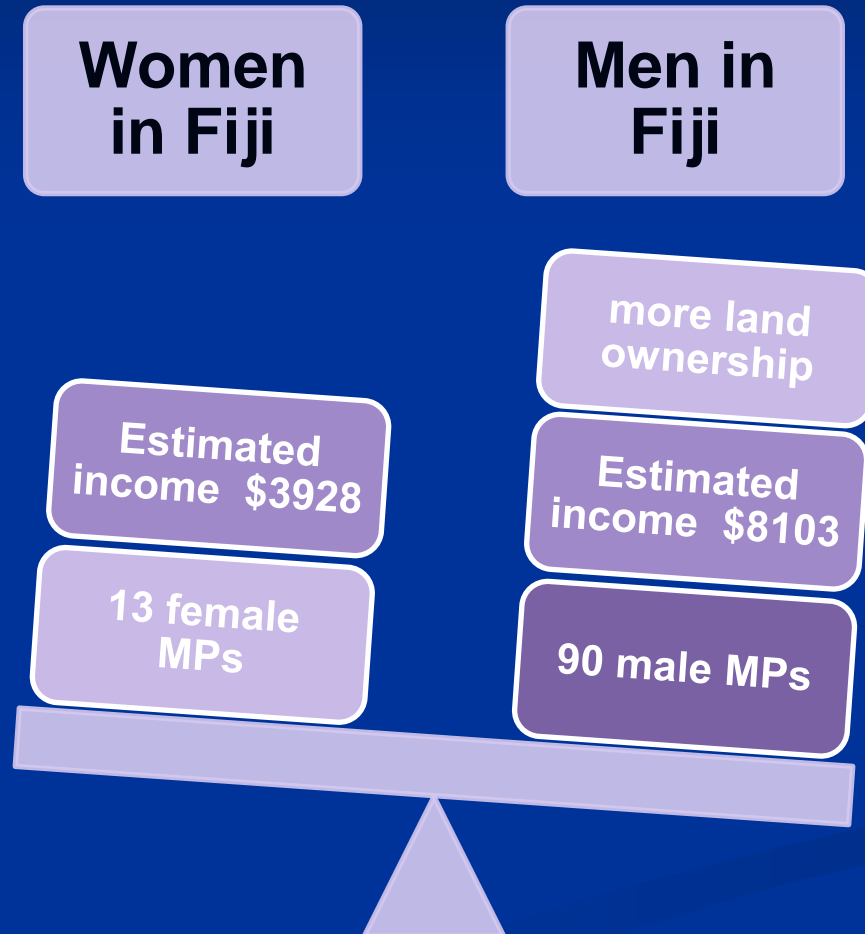 Women
in Fiji
Men in
Fiji
more land
ownership
Estimated
income $3928
Estimated
income $8103
13 female
MPs
90 male MPs